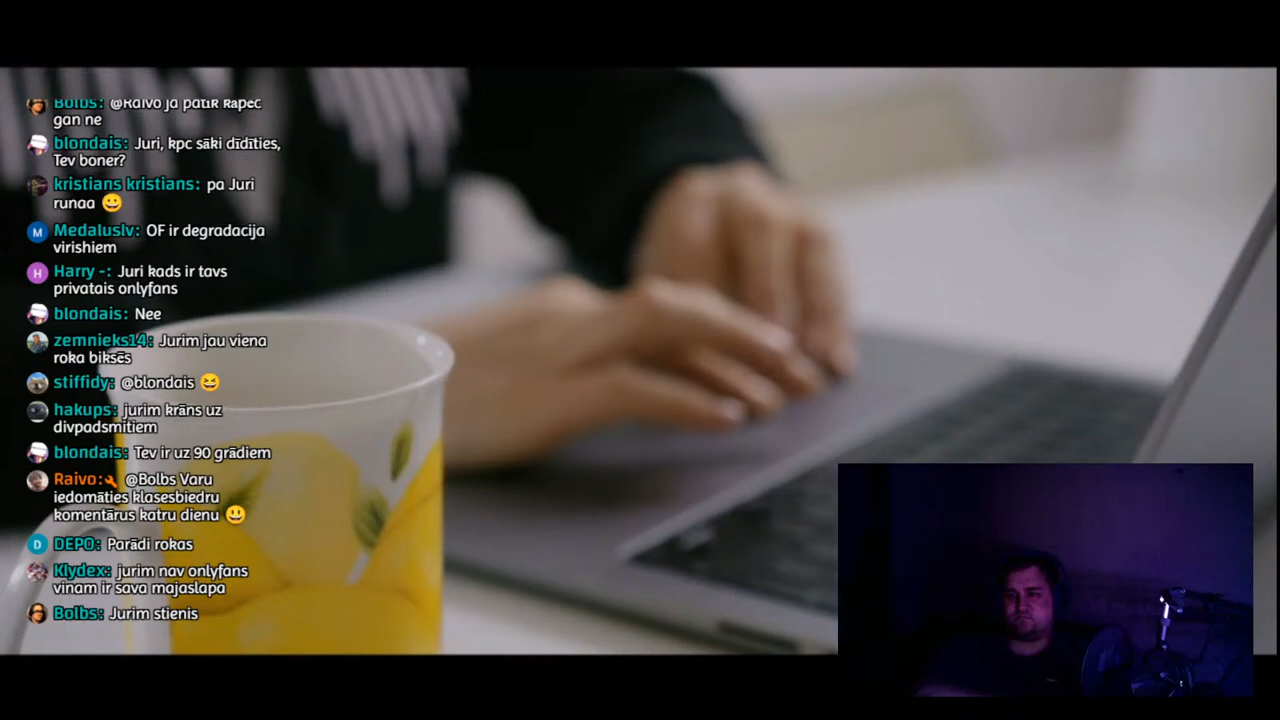 Bolbs: @Raivo ja patīk kāpēc
gan ne
blondais: Juri, kpc sāki dīdīties,
Tev boner?
kristians kristians: pa Juri
runaa 😀
M Medaluslv: OF ir degradacija
virishiem
H Harry -: Juri kads ir tavs
privatais onlyfans
blondais: Nee
zemnieks14: Jurim jau viena
roka biksēs
stiffidy: @blondais 😆
hakups: jurim krāns uz
divpadsmitiem
blondais: Tev ir uz 90 grādiem
Raivo:🔧 @Bolbs Varu
iedomāties klasesbiedru
komentārus katru dienu 😃
D DEPO: Parādi rokas
Klydex: jurim nav onlyfans
vinam ir sava majaslapa
Bolbs: Jurim stienis